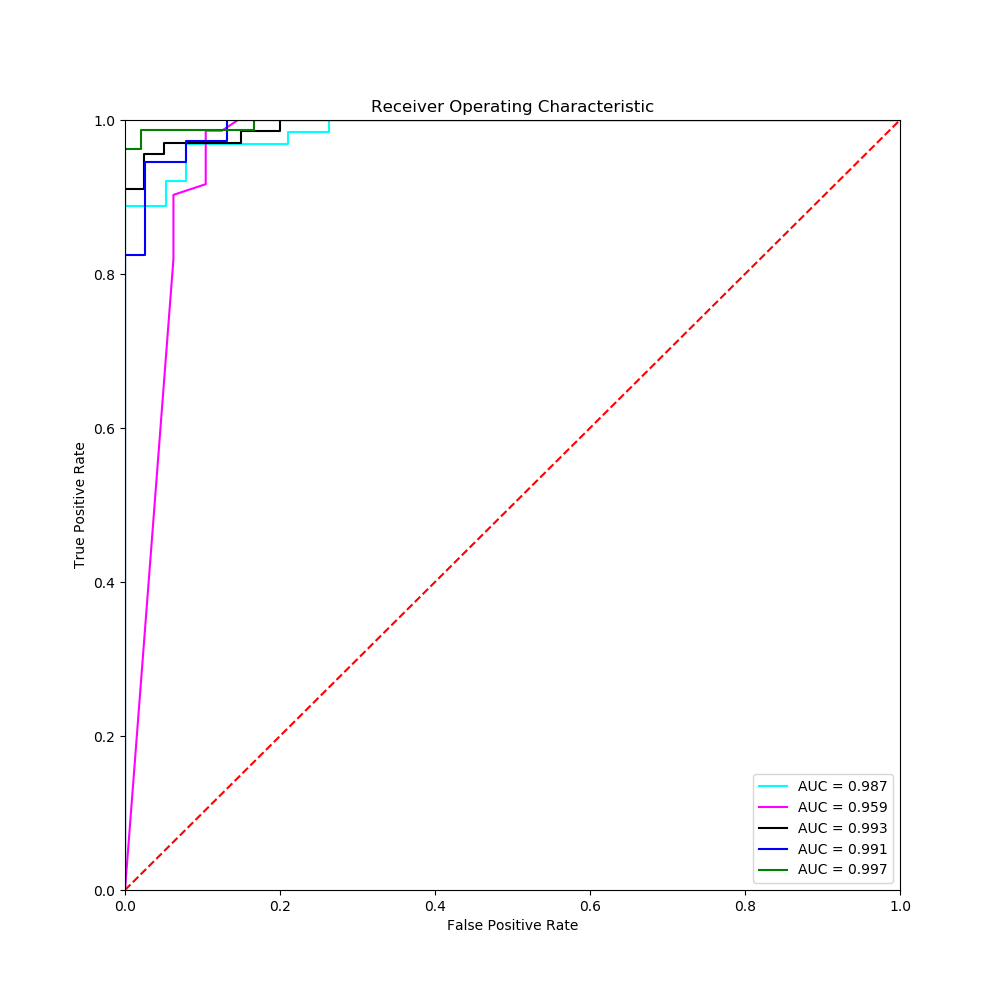 Receiver Operating Characteristic
1.0
0.8
0.6
0.4
0.2
0.0
True Positive Rate
AUC = 0.987
AUC = 0.959
AUC = 0.993
AUC = 0.991
AUC = 0.997
0.0 0.2 0.4 0.6 0.8 1.0
False Positive Rate